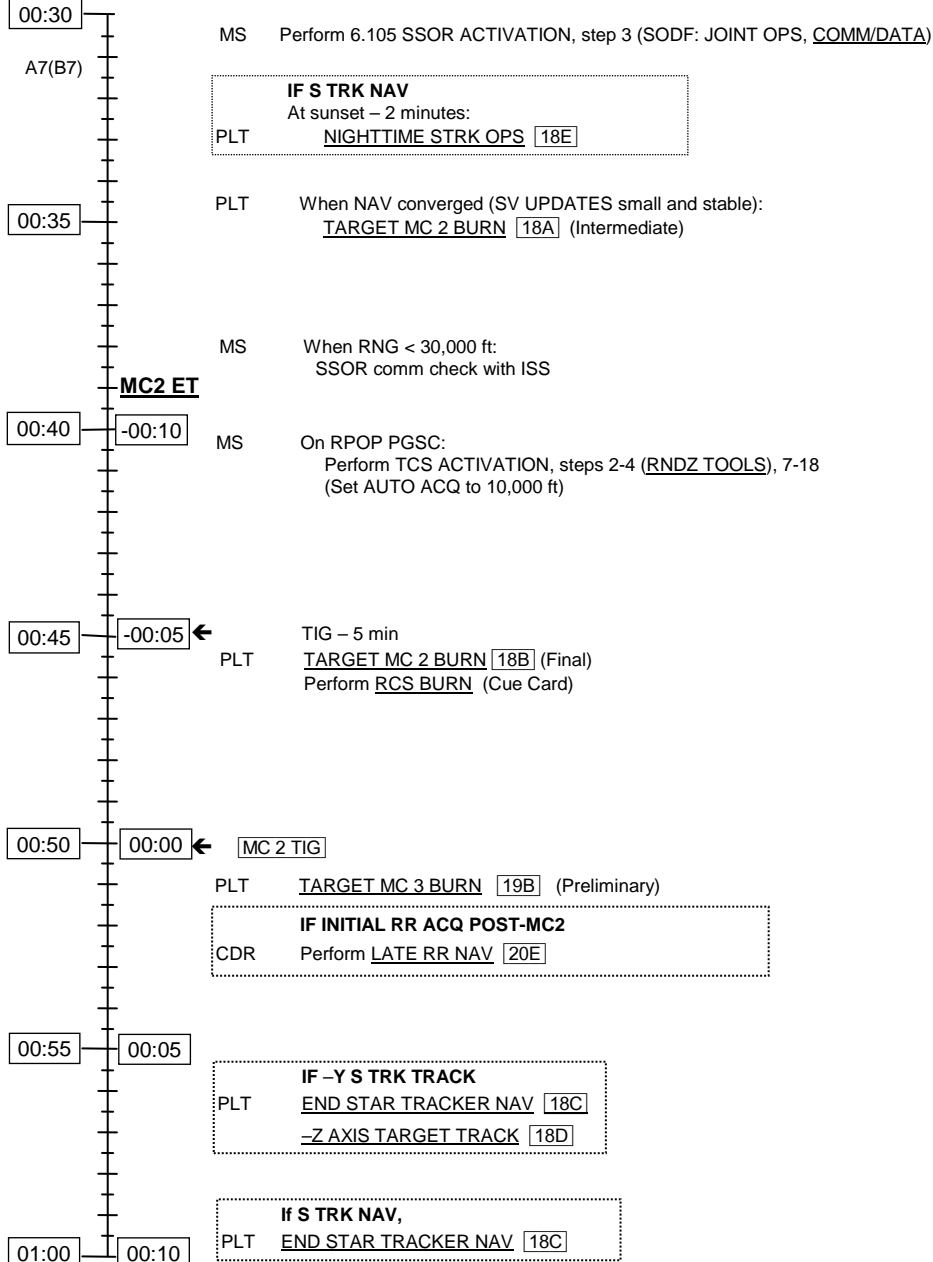 00:30
MS Perform 6.105 SSOR ACTIVATION, step 3 (SODF: JOINT OPS, COMM/DATA)
A7(B7)
IF S TRK NAV
At sunset – 2 minutes:
PLT NIGHTTIME STRK OPS 18E
PLT When NAV converged (SV UPDATES small and stable):
00:35 TARGET MC 2 BURN 18A (Intermediate)
MS When RNG < 30,000 ft:
SSOR comm check with ISS
MC2 ET
00:40 -00:10
MS On RPOP PGSC:
Perform TCS ACTIVATION, steps 2-4 (RNDZ TOOLS), 7-18
(Set AUTO ACQ to 10,000 ft)
00:45 -00:05 ← TIG – 5 min
PLT TARGET MC 2 BURN 18B (Final)
Perform RCS BURN (Cue Card)
00:50 00:00 ← MC 2 TIG
PLT TARGET MC 3 BURN 19B (Preliminary)
IF INITIAL RR ACQ POST-MC2
CDR Perform LATE RR NAV 20E
00:55 00:05
IF –Y S TRK TRACK
PLT END STAR TRACKER NAV 18C
–Z AXIS TARGET TRACK 18D
If S TRK NAV,
PLT END STAR TRACKER NAV 18C
01:00 00:10